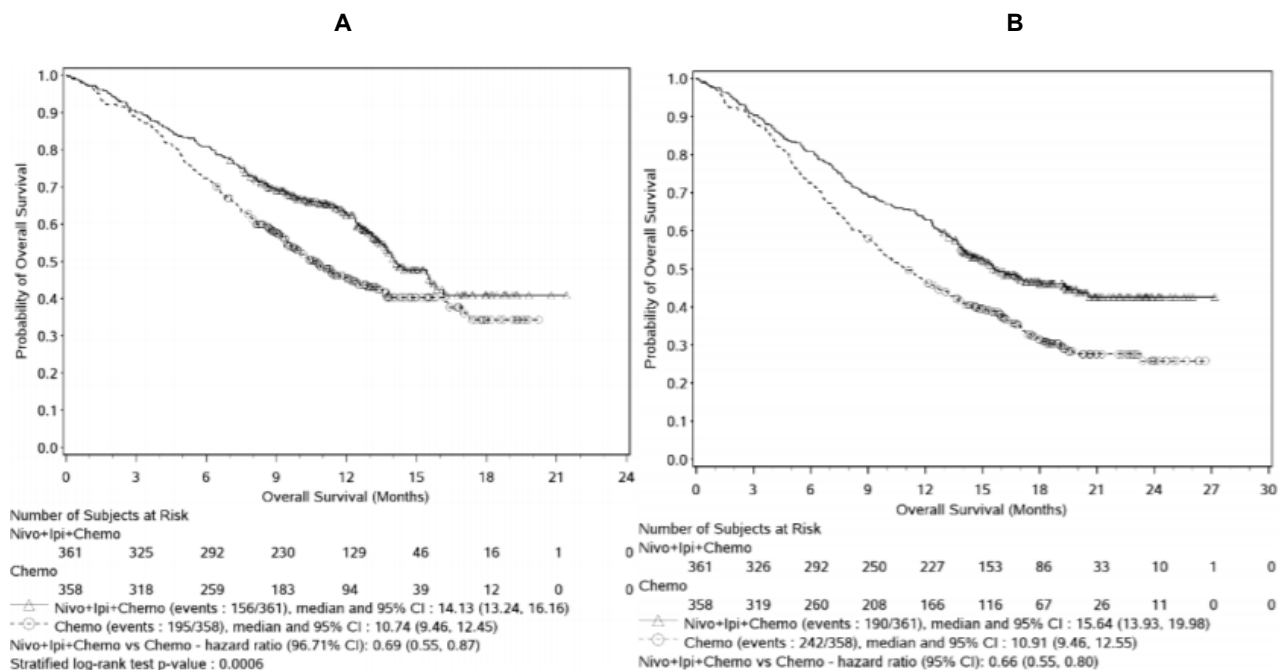 A
Probability of Overall Survival
1.0
0.9
0.8
0.7
0.6
0.5
0.4
0.3
0.2
0.1
0.0
0 6 9 12 15 18 21 24
Overall Survival (Months)
Number of Subjects at Risk
Nivo+Ipi+Chemo
361 325 292 230 129 46 16 1 0
Chemo
358 318 259 183 94 39 12 0 0
Nivo+Ipi+Chemo (events : 156/361), median and 95% CI : 14.13 (13.24, 16.16)
Chemo (events : 195/358), median and 95% CI : 10.74 (9.46, 12.45)
Nivo+Ipi+Chemo vs Chemo - hazard ratio (96.71% CI): 0.69 (0.55, 0.87)
Stratified log-rank test p-value : 0.0006
B
Probability of Overall Survival
1.0
0.9
0.8
0.7
0.6
0.5
0.4
0.3
0.2
0.1
0.0
0 3 6 9 12 15 18 21 24 27 30
Overall Survival (Months)
Number of Subjects at Risk
Nivo+Ipi+Chemo
361 326 292 250 227 153 86 33 10 1 0
Chemo
358 319 260 208 166 116 67 26 11 0 0
Nivo+Ipi+Chemo (events : 190/361), median and 95% CI : 15.64 (13.93, 19.98)
Chemo (events : 242/358), median and 95% CI : 10.91 (9.46, 12.55)
Nivo+Ipi+Chemo vs Chemo - hazard ratio (95% CI): 0.66 (0.55, 0.80)